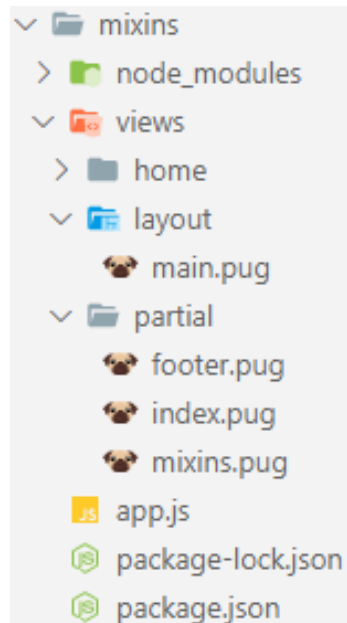 mixins
node_modules
views
home
layout
main.pug
partial
footer.pug
index.pug
mixins.pug
JS app.js
package-lock.json
package.json